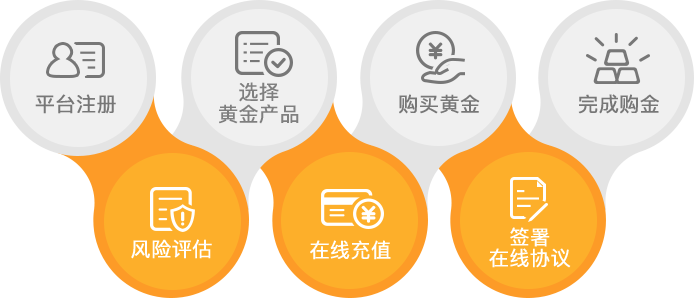 平台注册
选择
黄金产品
购买黄金
完成购金
风险评估
在线充值
签署
在线协议